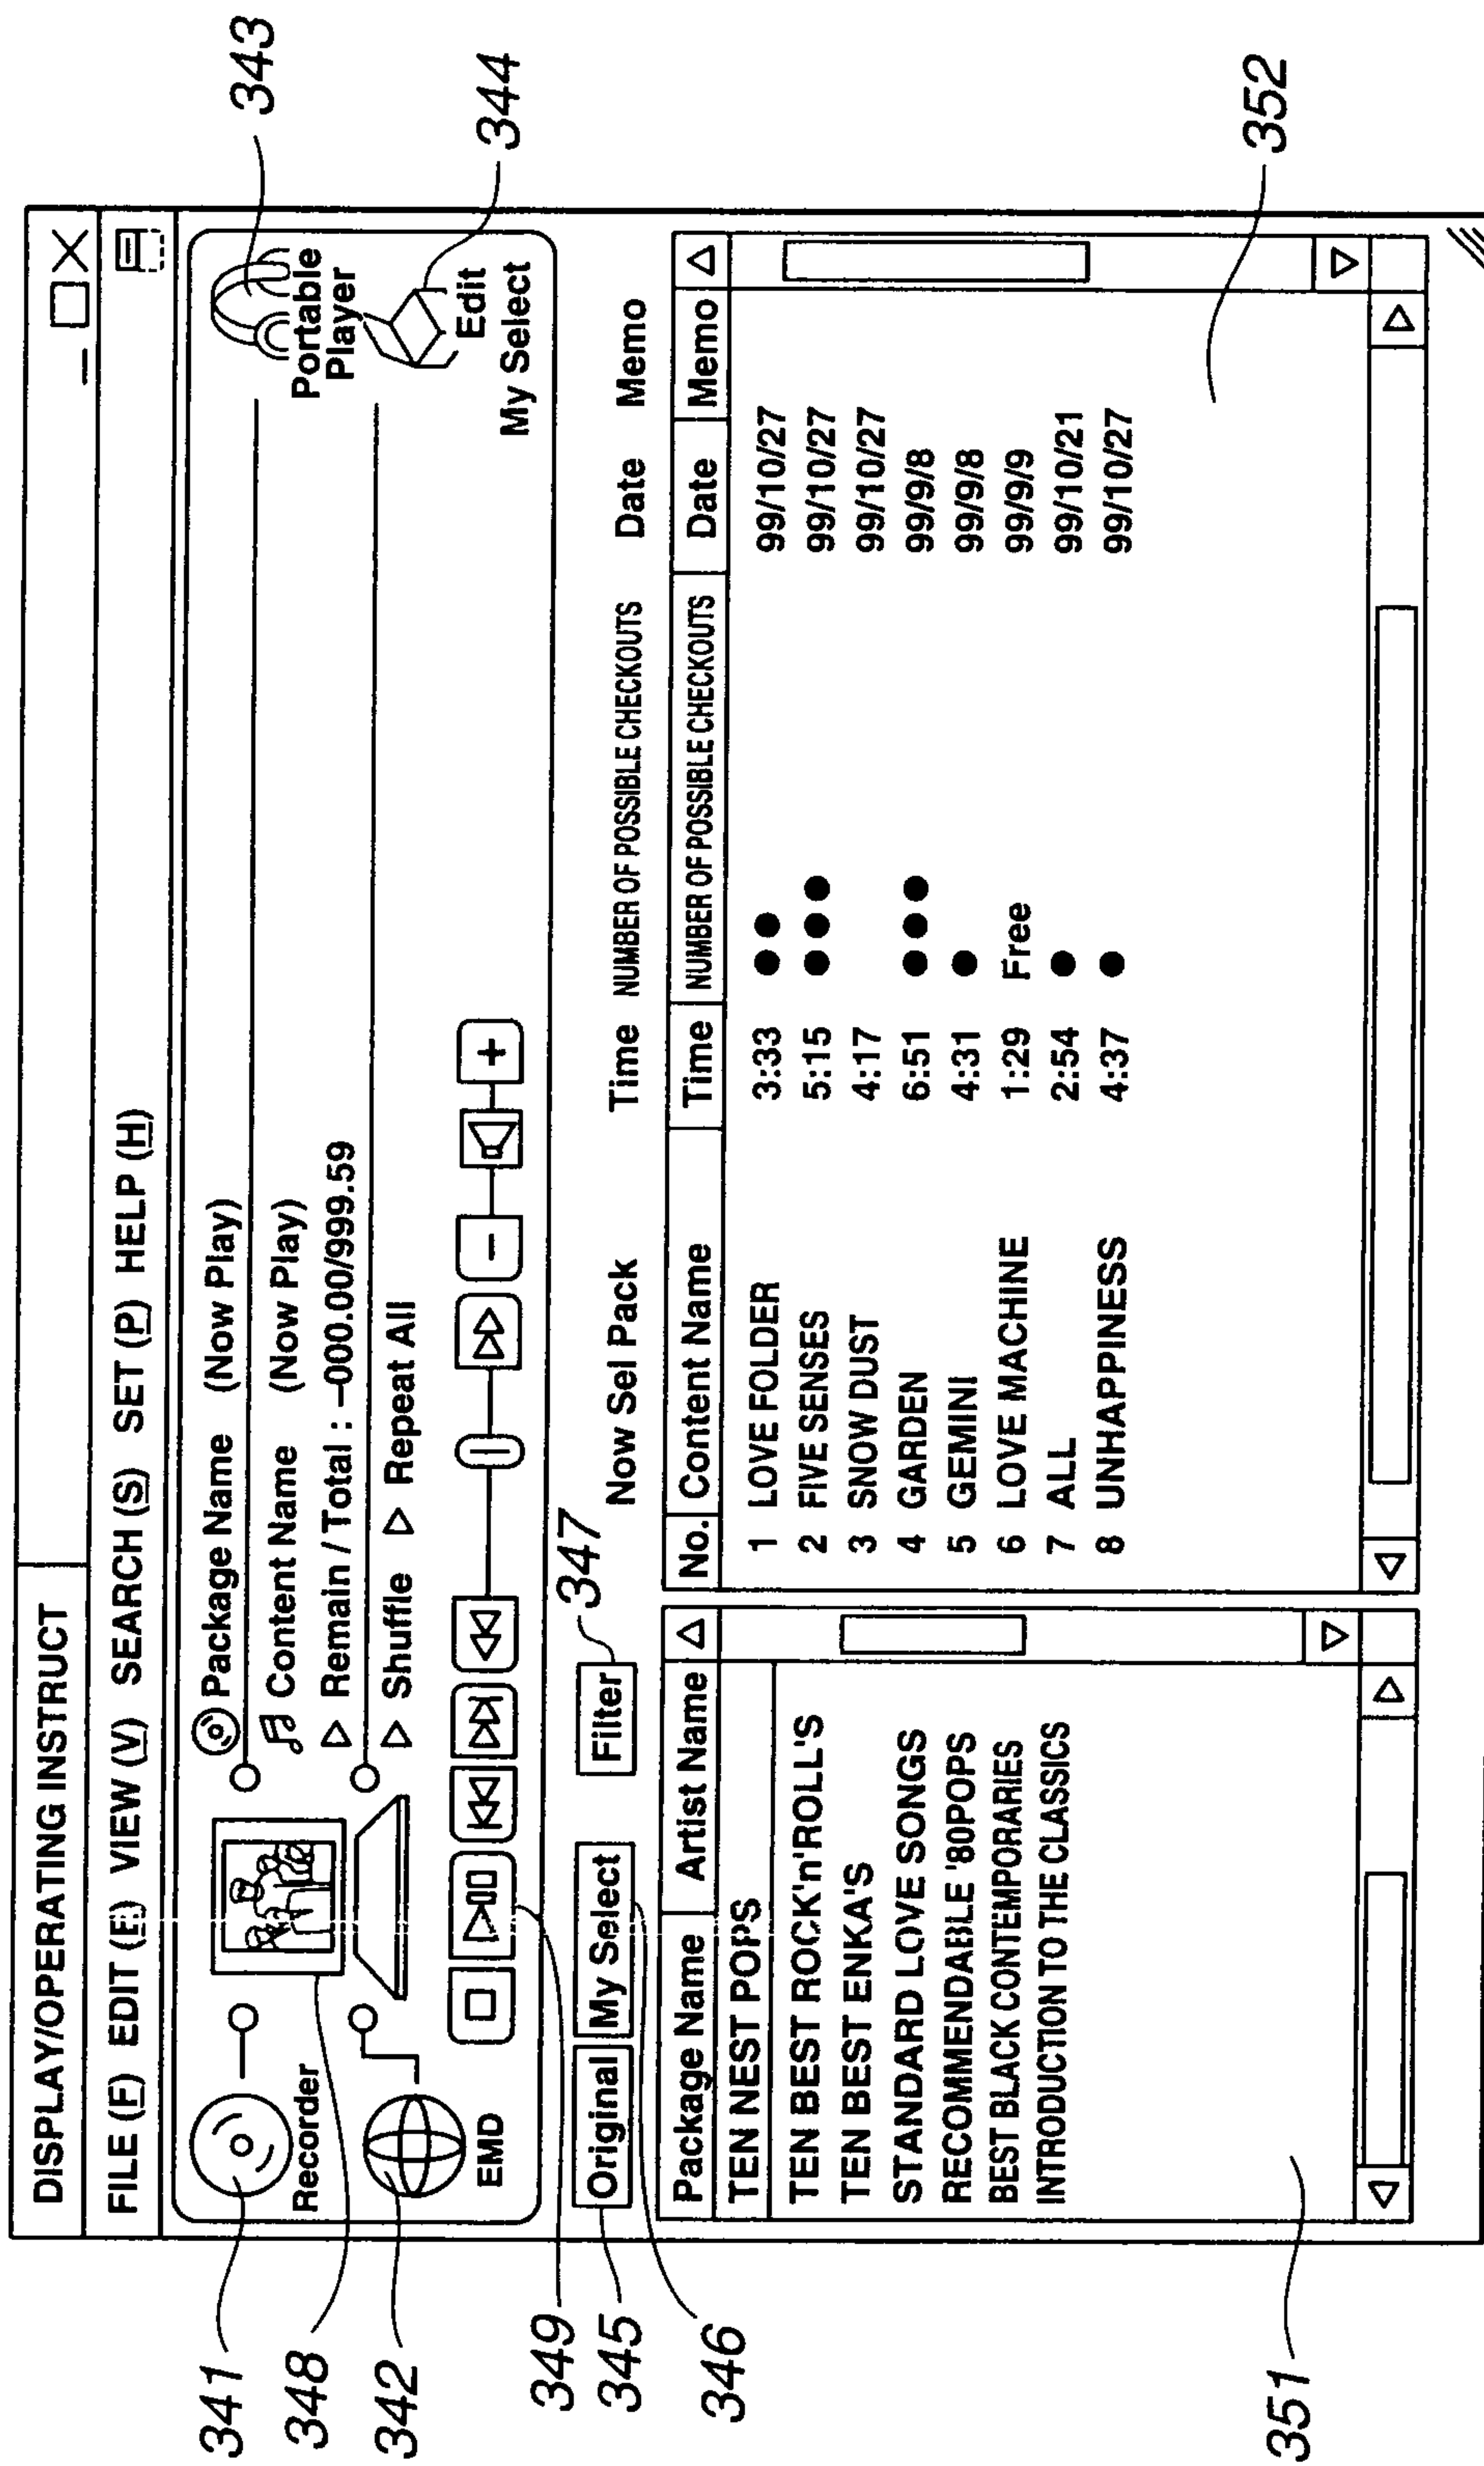 DISPLAY/OPERATING INSTRUCT
FILE (F) EDIT (E) VIEW (V) SEARCH (S) SET (P) HELP (H)
341
348
342
Recorder
EMD
Package Name (Now Play)
Content Name (Now Play)
Remain / Total : -000.00/999.59
Shuffle Repeat All
343
Portable
Player
344
Edit
My Select
- +
349
345
346
Original My Select Filter 347
Now Sel Pack Time NUMBER OF POSSIBLE CHECKOUTS Date Memo
Package Name Artist Name
TEN NEST POPS
TEN BEST ROCK'n'ROLL'S
TEN BEST ENKA'S
STANDARD LOVE SONGS
RECOMMENDABLE '80POPS
BEST BLACK CONTEMPORARIES
INTRODUCTION TO THE CLASSICS
351
No. Content Name Time NUMBER OF POSSIBLE CHECKOUTS Date Memo
1 LOVE FOLDER 3:33 ●● 99/10/27
2 FIVE SENSES 5:15 ●●● 99/10/27
3 SNOW DUST 4:17 99/10/27
4 GARDEN 6:51 ●●● 99/9/8
5 GEMINI 4:31 ● 99/9/8
6 LOVE MACHINE 1:29 Free 99/9/9
7 ALL 2:54 ● 99/10/21
8 UNHAPPINESS 4:37 ● 99/10/27
352